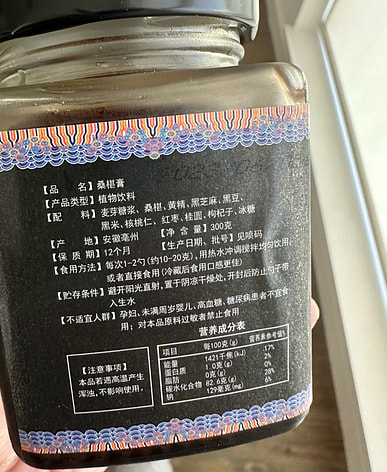 【品 名】桑椹膏
【产品类型】植物饮料
【配 料】麦芽糖浆、桑椹、黄精、黑芝麻、黑豆、
黑米、核桃仁、红枣、桂圆、枸杞子、冰糖
【产 地】安徽亳州 【净 含 量】300克
【保 质 期】12个月 【生产日期、批号】见喷码
【食用方法】每次1-2勺(约10-20克)，用热水冲调搅拌均匀饮用，
或者直接食用(冷藏后食用口感更佳)
【贮存条件】避开阳光直射，置于阴凉干燥处，开封后防止勺子带
入生水
【不适宜人群】孕妇、未满周岁婴儿、高血糖、糖尿病患者不宜食
用；对本品原料过敏者禁止食用
【注意事项】
本品若遇高温产生
浑浊，不影响使用。
营养成分表
项目 每100克(g) 营养素参考值%
能量 1421千焦(kJ) 17%
蛋白质 1.0克(g) 2%
脂肪 0克(g) 0%
碳水化合物 82.6克(g) 28%
钠 129毫克(mg) 6%